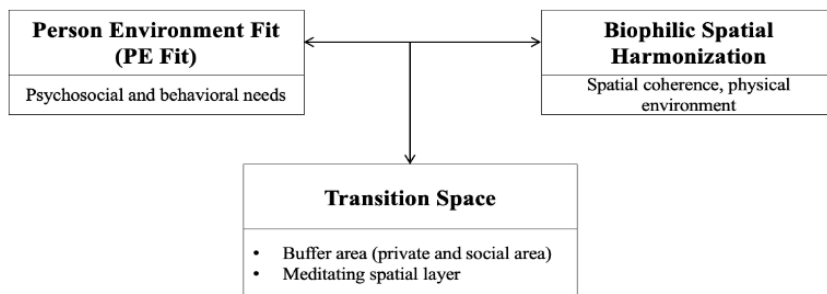 Person Environment Fit
(PE Fit)
Psychosocial and behavioral needs
Biophilic Spatial
Harmonization
Spatial coherence, physical
environment
Transition Space
• Buffer area (private and social area)
• Meditating spatial layer